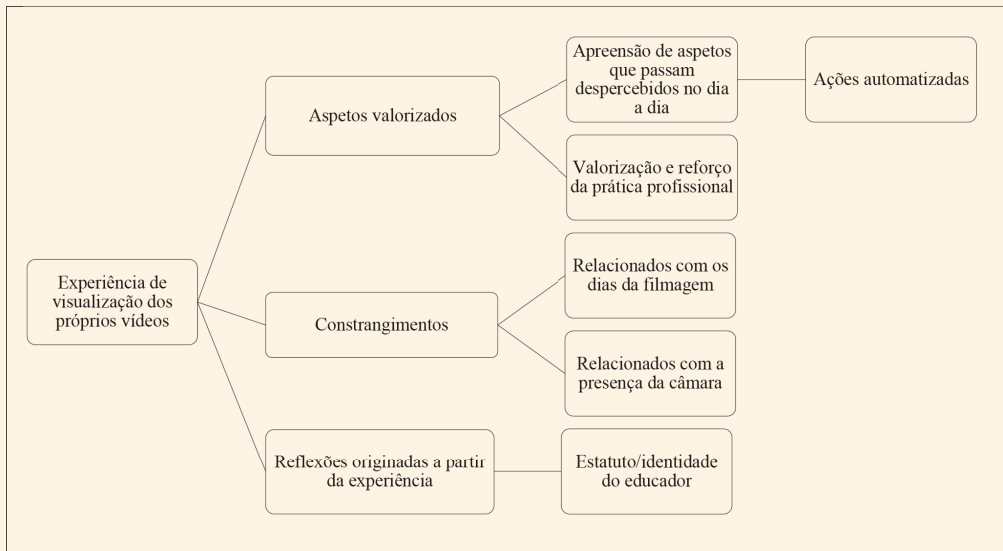 Experiência de
visualização dos
próprios vídeos
Aspetos valorizados
Apreensão de aspetos
que passam
despercebidos no dia
a dia
Ações automatizadas
Valorização e reforço
da prática profissional
Constrangimentos
Relacionados com os
dias da filmagem
Relacionados com a
presença da câmara
Reflexões originadas a partir
da experiência
Estatuto/identidade
do educador